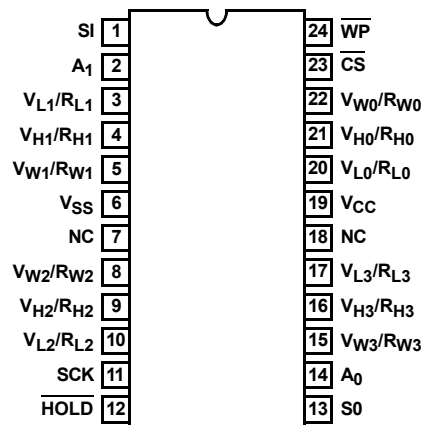 SI 1 24 W̅P̅
A1 2 23 C̅S̅
VL1/RL1 3 22 VW0/RW0
VH1/RH1 4 21 VH0/RH0
VW1/RW1 5 20 VL0/RL0
VSS 6 19 VCC
NC 7 18 NC
VW2/RW2 8 17 VL3/RL3
VH2/RH2 9 16 VH3/RH3
VL2/RL2 10 15 VW3/RW3
SCK 11 14 A0
H̅O̅L̅D̅ 12 13 S0